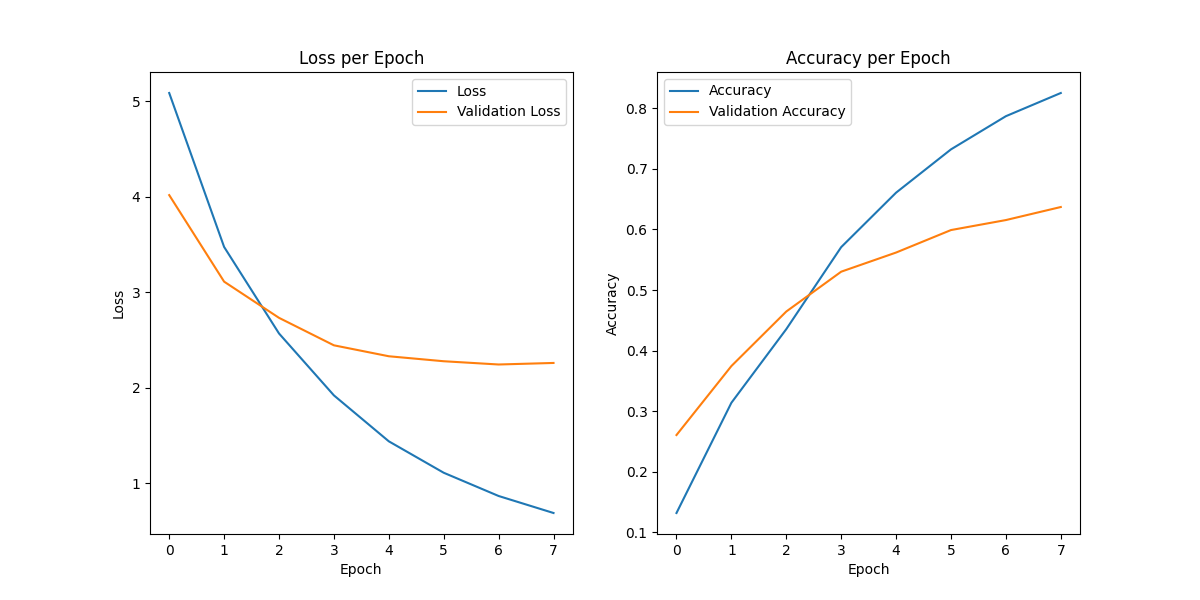 Loss per Epoch
Loss
Validation Loss
5
4
3
2
1
Loss
0 1 2 3 4 5 6 7
Epoch
Accuracy per Epoch
Accuracy
Validation Accuracy
0.8
0.7
0.6
0.5
0.4
0.3
0.2
0.1
Accuracy
0 1 2 3 4 5 6 7
Epoch